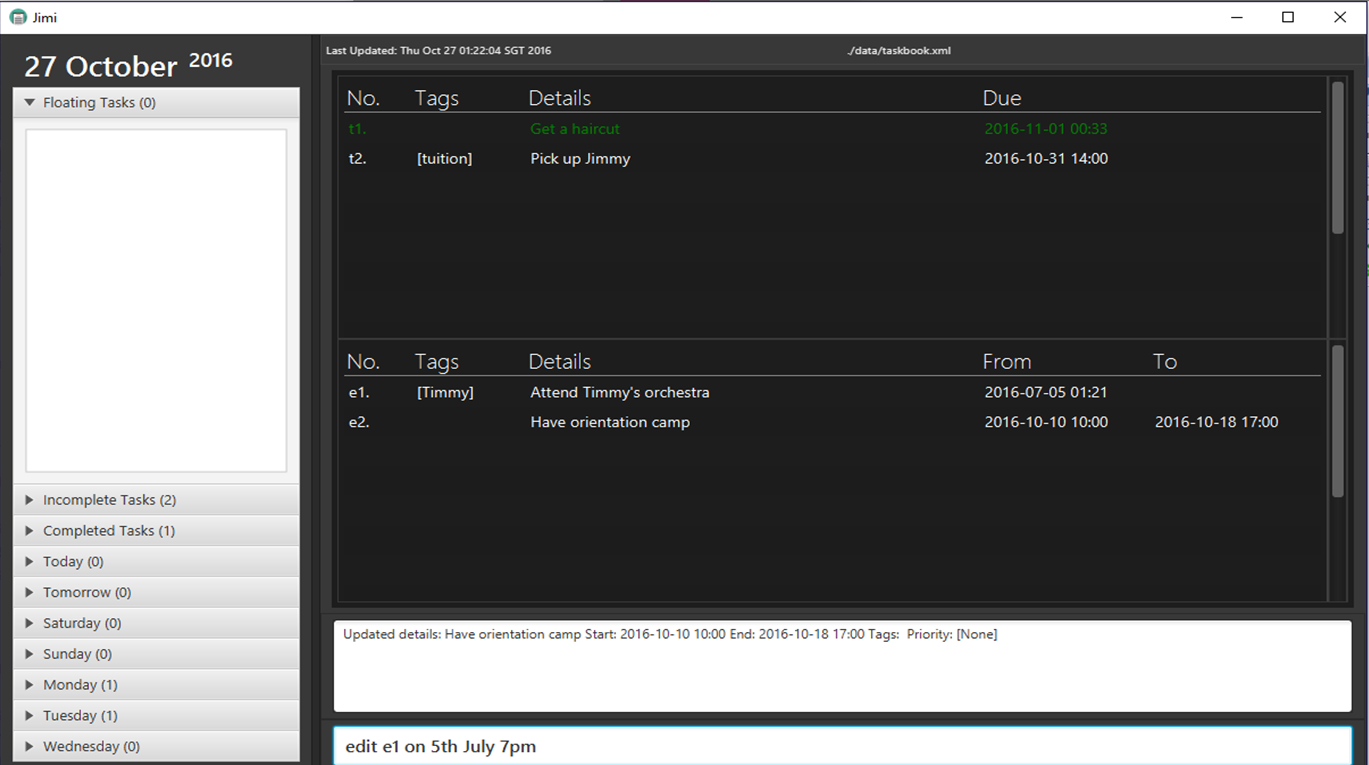 Jimi
27 October 2016
Floating Tasks (0)
Incomplete Tasks (2)
Completed Tasks (1)
Today (0)
Tomorrow (0)
Saturday (0)
Sunday (0)
Monday (1)
Tuesday (1)
Wednesday (0)
Last Updated: Thu Oct 27 01:22:04 SGT 2016 ./data/taskbook.xml
No. Tags Details Due
t1. Get a haircut 2016-11-01 00:33
t2. [tuition] Pick up Jimmy 2016-10-31 14:00
No. Tags Details From To
e1. [Timmy] Attend Timmy's orchestra 2016-07-05 01:21
e2. Have orientation camp 2016-10-10 10:00 2016-10-18 17:00
Updated details: Have orientation camp Start: 2016-10-10 10:00 End: 2016-10-18 17:00 Tags: Priority: [None]
edit e1 on 5th July 7pm